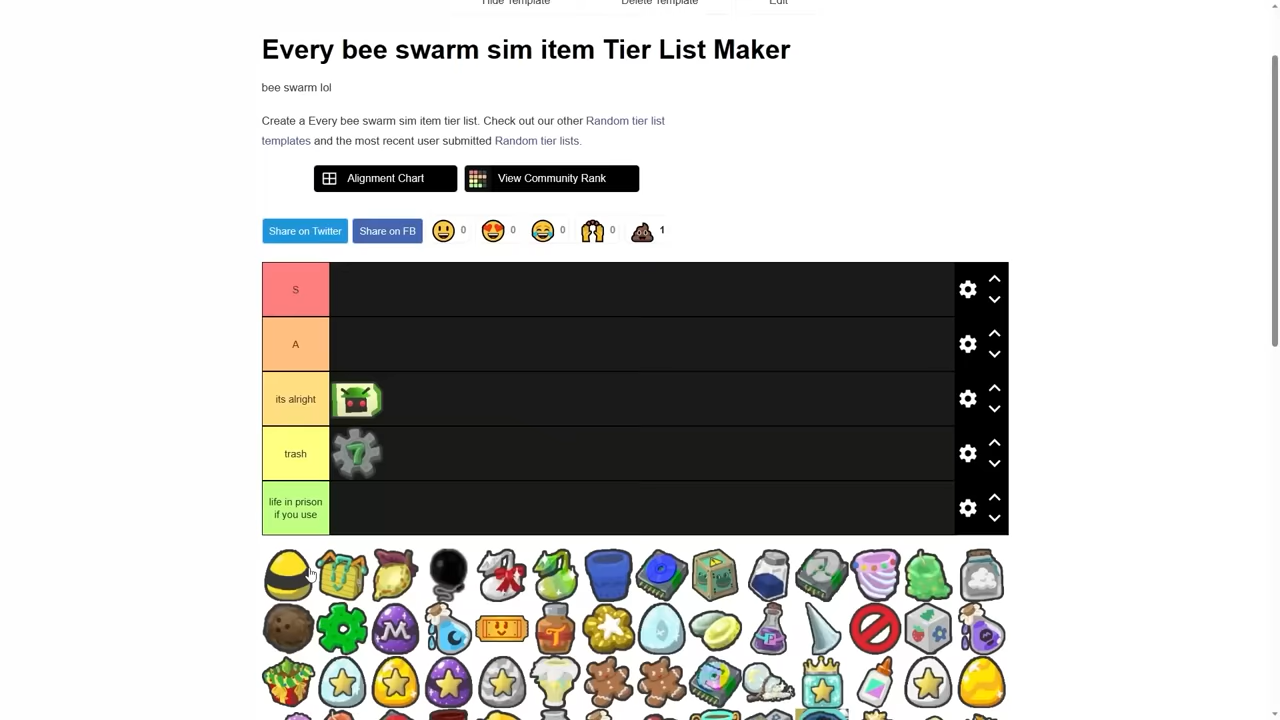 Hide Template Delete Template Edit
Every bee swarm sim item Tier List Maker
bee swarm lol
Create a Every bee swarm sim item tier list. Check out our other Random tier list
templates and the most recent user submitted Random tier lists.
Alignment Chart View Community Rank
Share on Twitter Share on FB 0 0 0 0 1
S
A
its alright
trash
7
life in prison
if you use
M
T
P